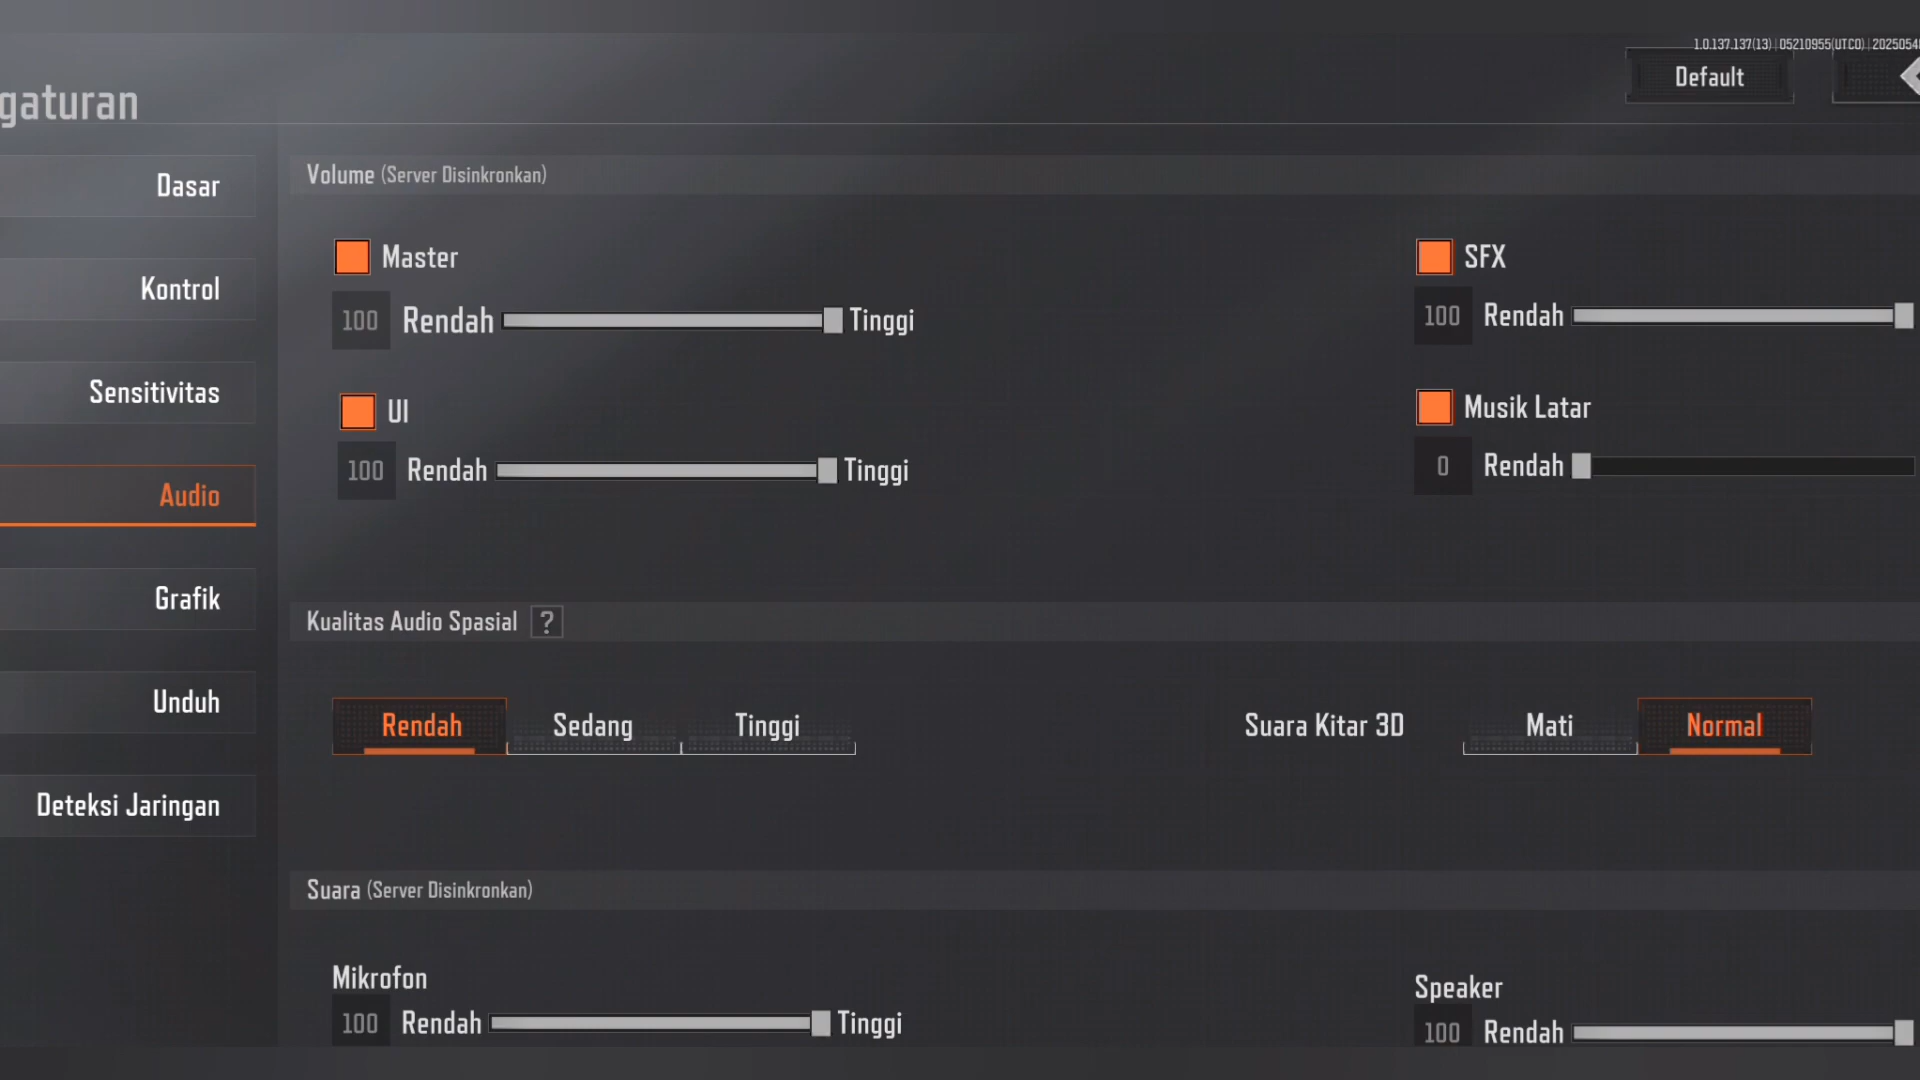 1.0.137.137(13) | 05210955(UTC0) | 2025054
Default
gaturan
Dasar
Kontrol
Sensitivitas
Audio
Grafik
Unduh
Deteksi Jaringan
Volume (Server Disinkronkan)
Master
100 Rendah Tinggi
SFX
100 Rendah
UI
100 Rendah Tinggi
Musik Latar
0 Rendah
Kualitas Audio Spasial ?
Rendah Sedang Tinggi
Suara Kitar 3D Mati Normal
Suara (Server Disinkronkan)
Mikrofon
100 Rendah Tinggi
Speaker
100 Rendah